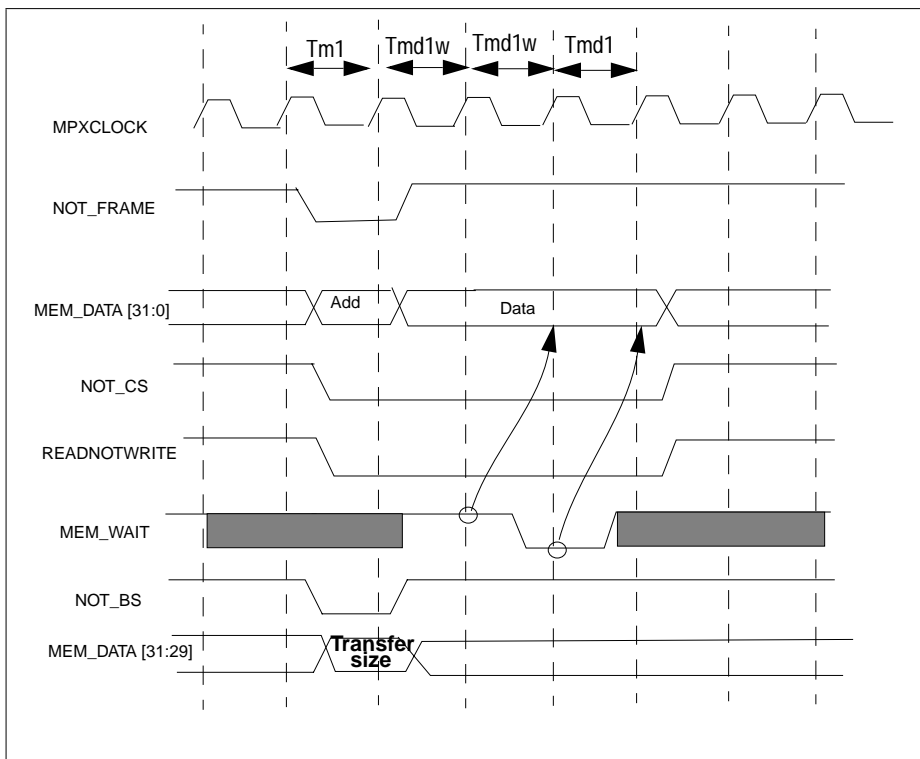 Tm1 Tmd1w Tmd1w Tmd1
MPXCLOCK
NOT_FRAME
MEM_DATA [31:0] Add Data
NOT_CS
READNOTWRITE
MEM_WAIT
NOT_BS
MEM_DATA [31:29] Transfer
size